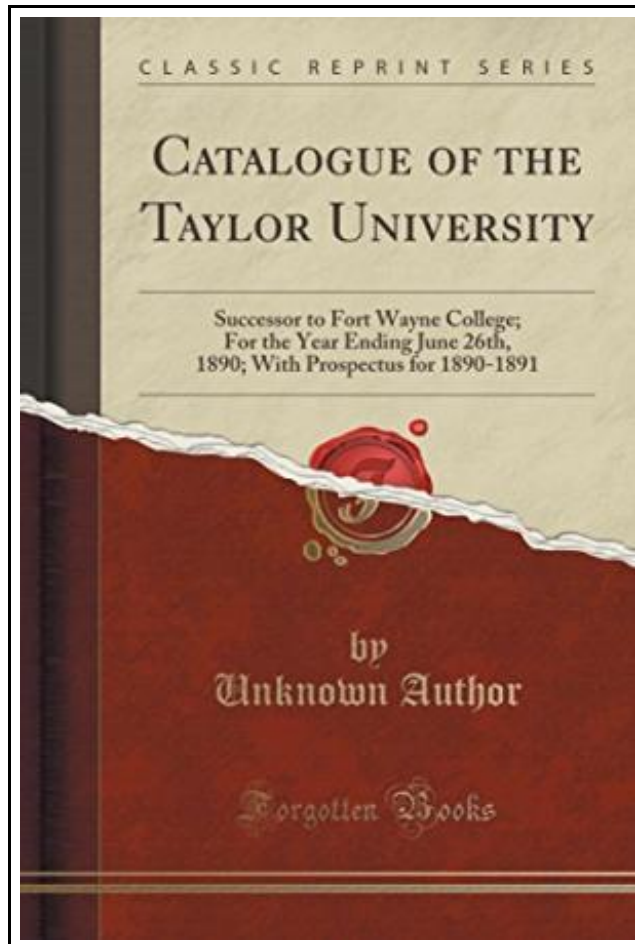 CLASSIC REPRINT SERIES
CATALOGUE OF THE
TAYLOR UNIVERSITY
Successor to Fort Wayne College;
For the Year Ending June 26th,
1890; With Prospectus for 1890-1891
by
Unknown Author
Forgotten Books